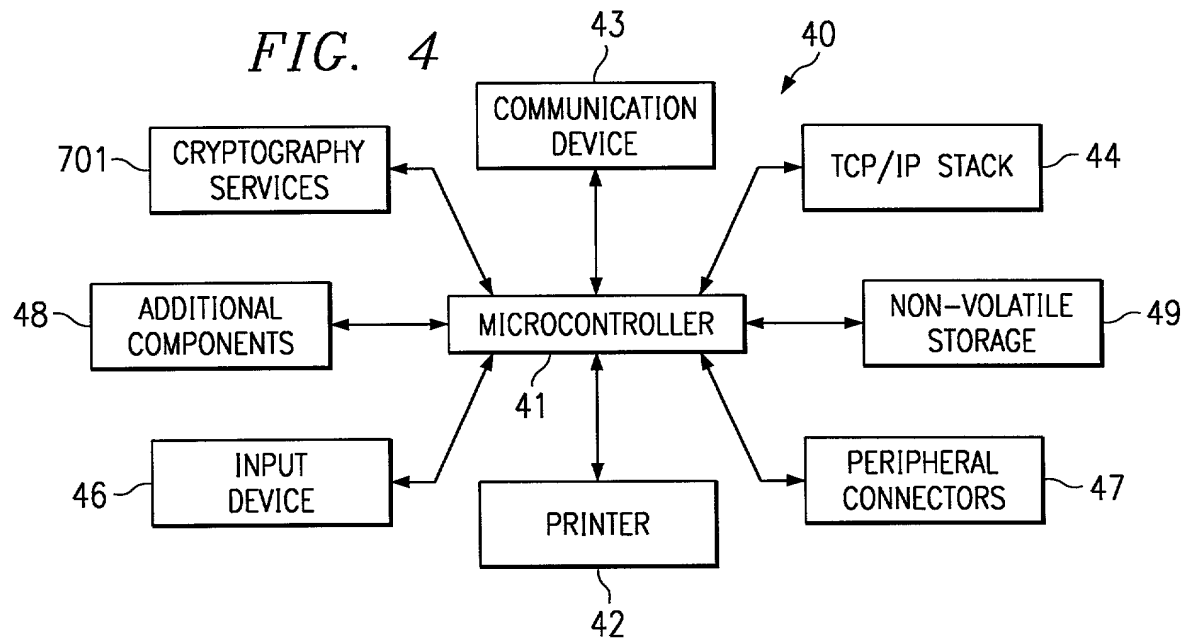 FIG. 4
43
40
COMMUNICATION
DEVICE
701
CRYPTOGRAPHY
SERVICES
TCP/IP STACK
44
48
ADDITIONAL
COMPONENTS
MICROCONTROLLER
41
NON-VOLATILE
STORAGE
49
46
INPUT
DEVICE
PRINTER
42
PERIPHERAL
CONNECTORS
47